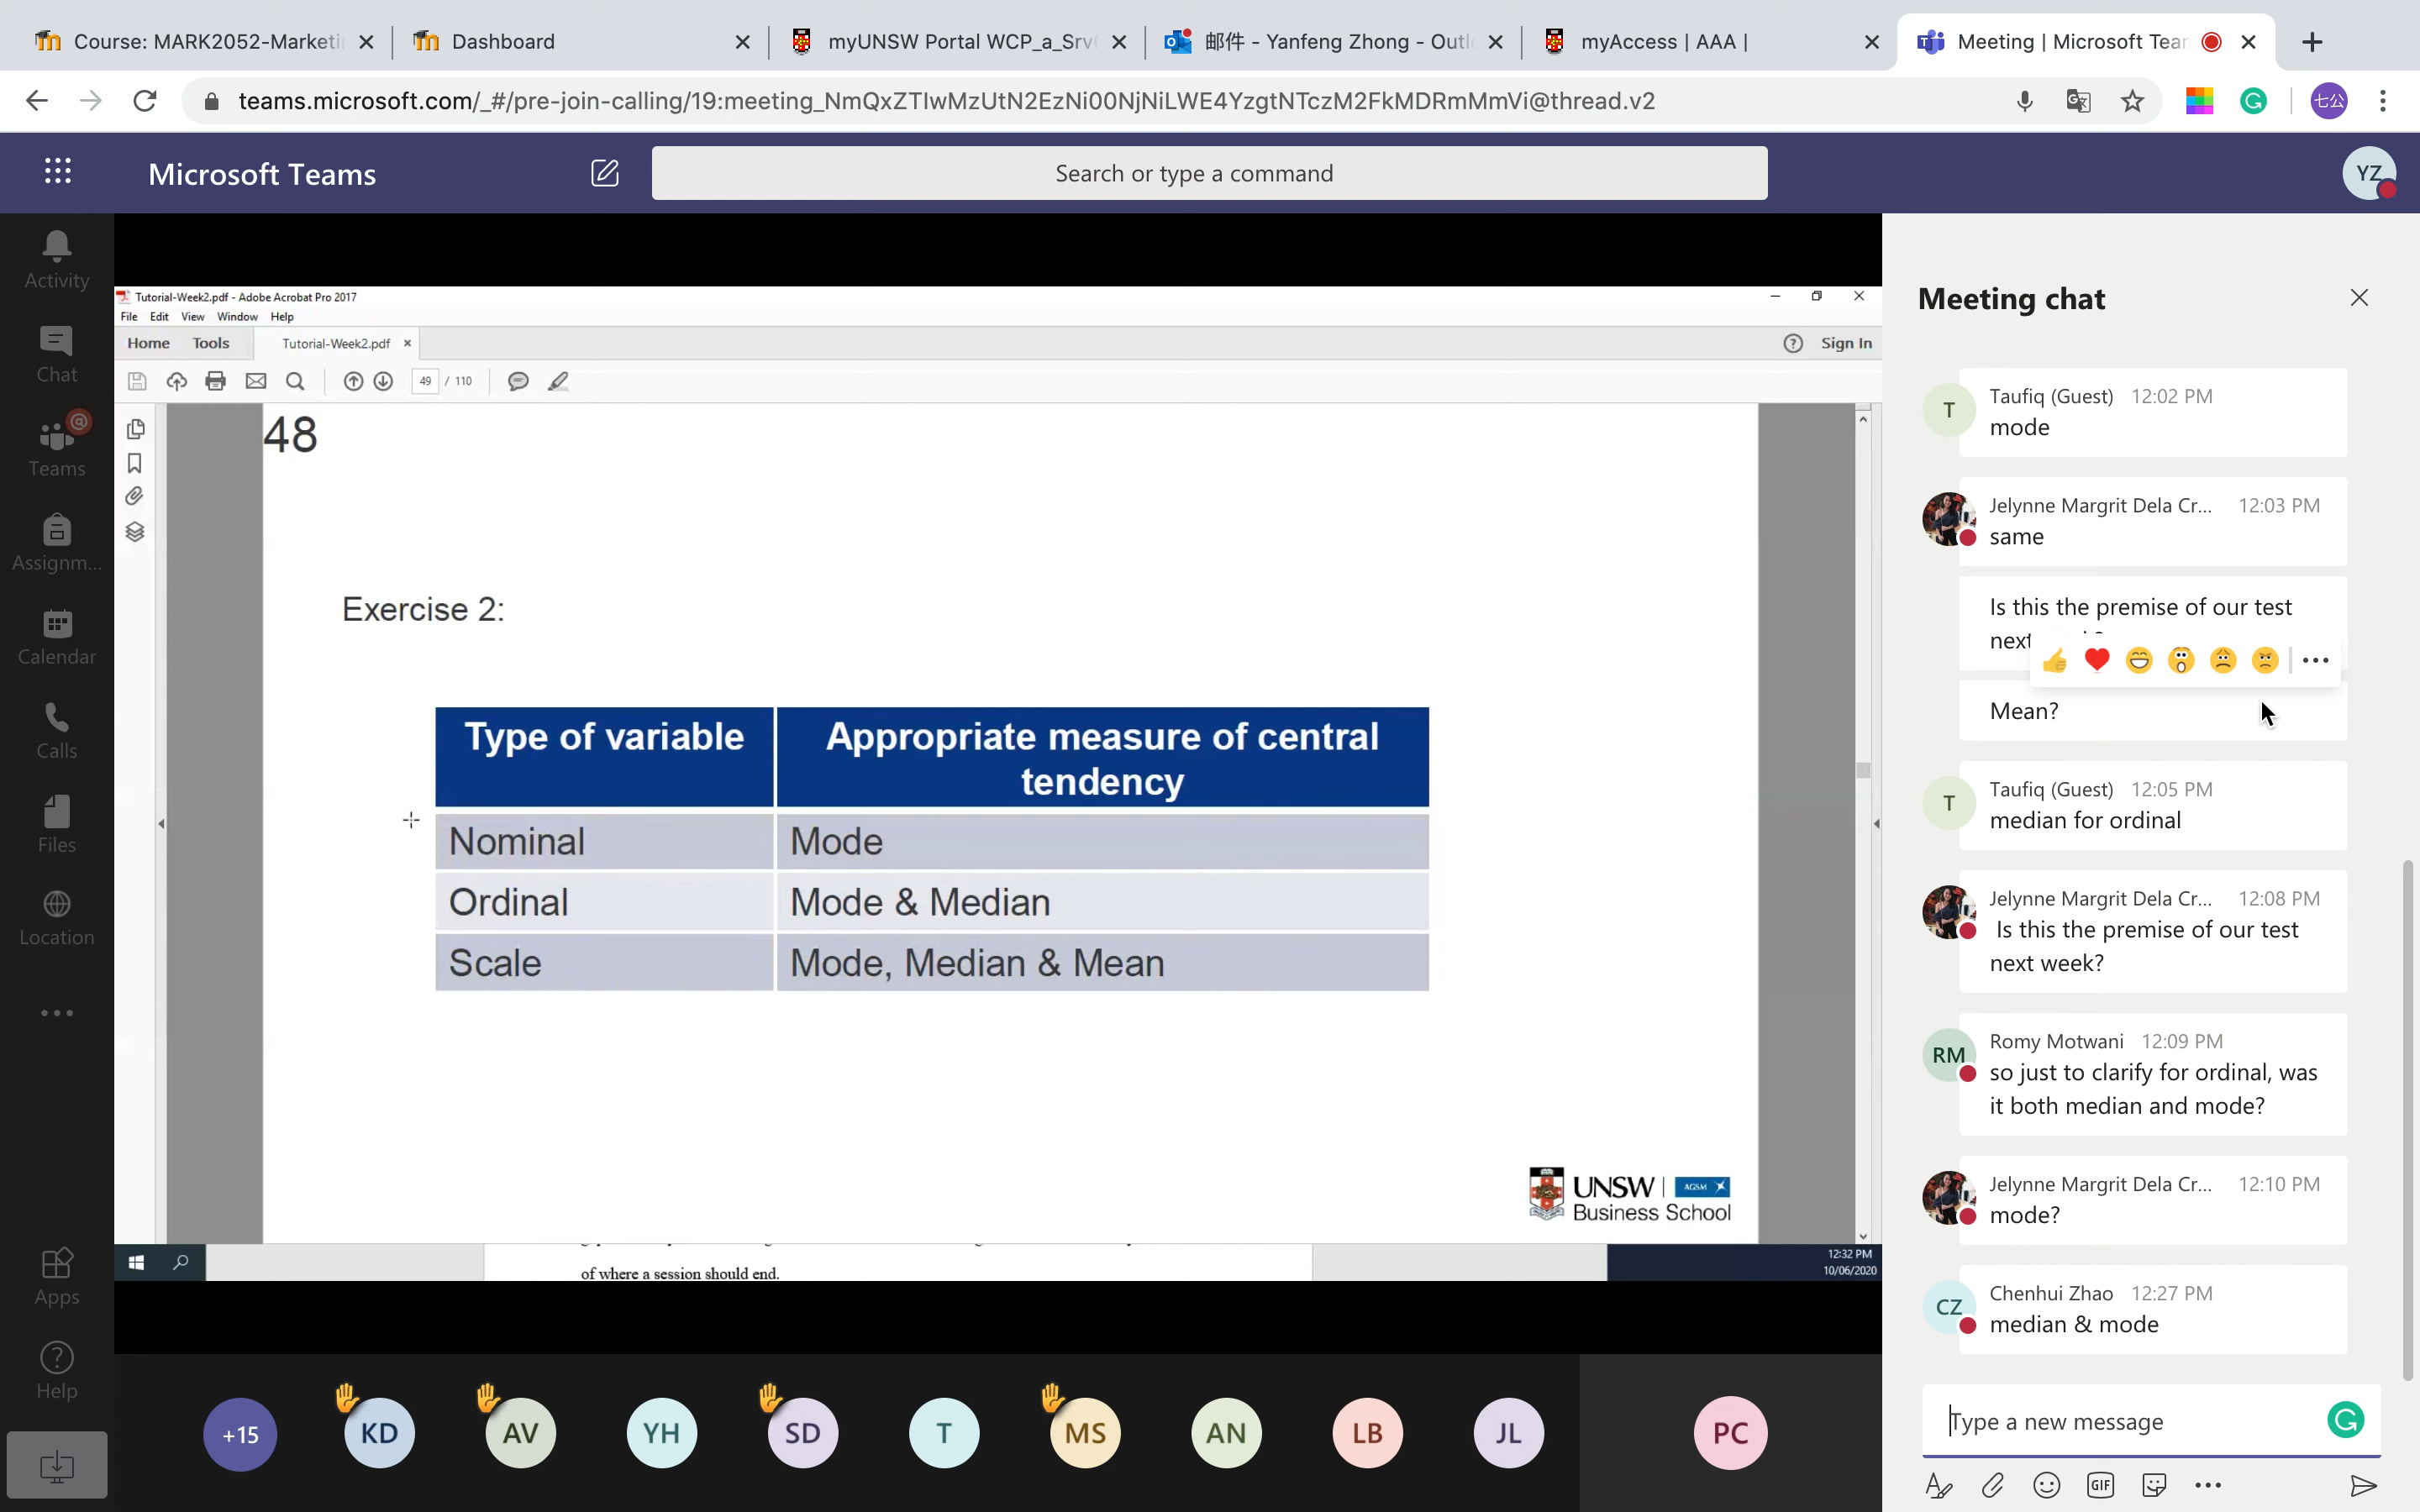 Course: MARK2052-Marketi
Dashboard
myUNSW Portal WCP_a_Srv
邮件 - Yanfeng Zhong - Outl
myAccess | AAA |
Meeting | Microsoft Tea
teams.microsoft.com/_#/pre-join-calling/19:meeting_NmQxZTIwMzUtN2EzNi00NjNiLWE4YzgtNTczM2FkMDRmMmVi@thread.v2
七公
Microsoft Teams
Search or type a command
YZ
Activity
Chat
Teams
Assignm...
Calendar
Calls
Files
Location
Apps
Help
Tutorial-Week2.pdf - Adobe Acrobat Pro 2017
File Edit View Window Help
Home Tools Tutorial-Week2.pdf × Sign In
49 / 110
48
Exercise 2:
Type of variable
Appropriate measure of central
tendency
Nominal Mode
Ordinal Mode & Median
Scale Mode, Median & Mean
UNSW | AGSM
Business School
of where a session should end.
12:32 PM
10/06/2020
+15 KD AV YH SD T MS AN LB JL PC
Meeting chat
T
Taufiq (Guest) 12:02 PM
mode
Jelynne Margrit Dela Cr... 12:03 PM
same
Is this the premise of our test
next
Mean?
T
Taufiq (Guest) 12:05 PM
median for ordinal
Jelynne Margrit Dela Cr... 12:08 PM
Is this the premise of our test
next week?
RM
Romy Motwani 12:09 PM
so just to clarify for ordinal, was
it both median and mode?
Jelynne Margrit Dela Cr... 12:10 PM
mode?
CZ
Chenhui Zhao 12:27 PM
median & mode
Type a new message
GIF